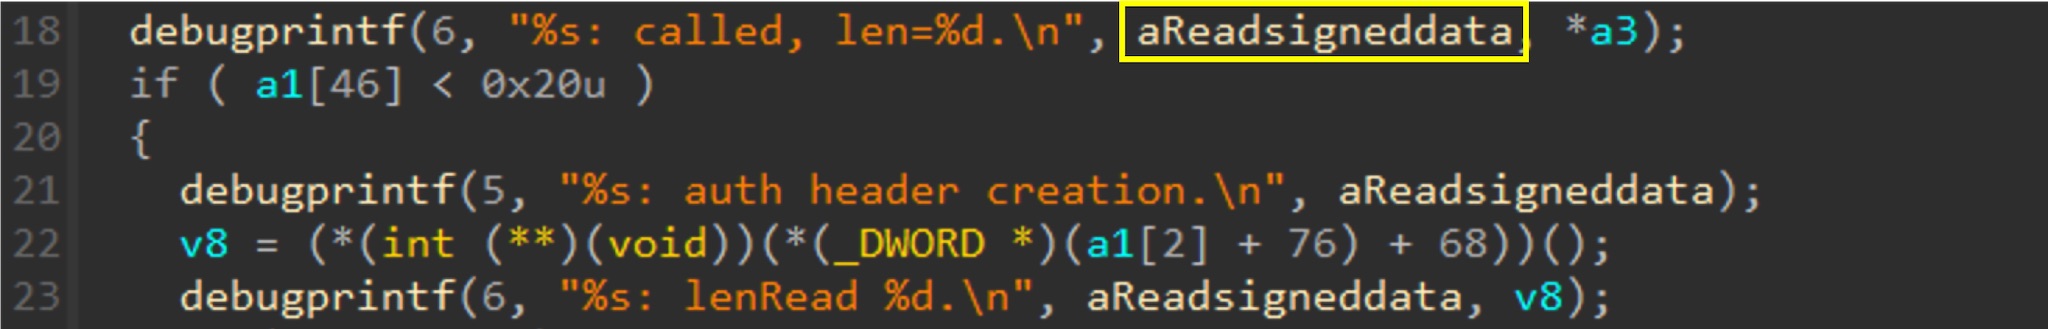 18 debugprintf(6, "%s: called, len=%d.\n", aReadsigneddata, *a3);
19 if ( a1[46] < 0x20u )
20 {
21 debugprintf(5, "%s: auth header creation.\n", aReadsigneddata);
22 v8 = (*(int (**)(void))(*(_DWORD *)(a1[2] + 76) + 68))();
23 debugprintf(6, "%s: lenRead %d.\n", aReadsigneddata, v8);